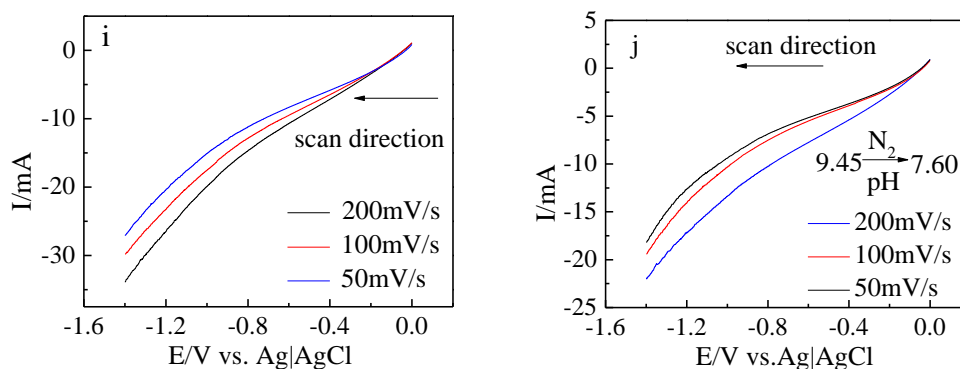 i
0
-10
-20
-30
I/mA
scan direction
200mV/s
100mV/s
50mV/s
-1.6 -1.2 -0.8 -0.4 0.0
E/V vs. Ag|AgCl
j
5
0
-5
-10
-15
-20
-25
I/mA
scan direction
N2
9.45 7.60
pH
200mV/s
100mV/s
50mV/s
-1.6 -1.2 -0.8 -0.4 0.0
E/V vs.Ag|AgCl